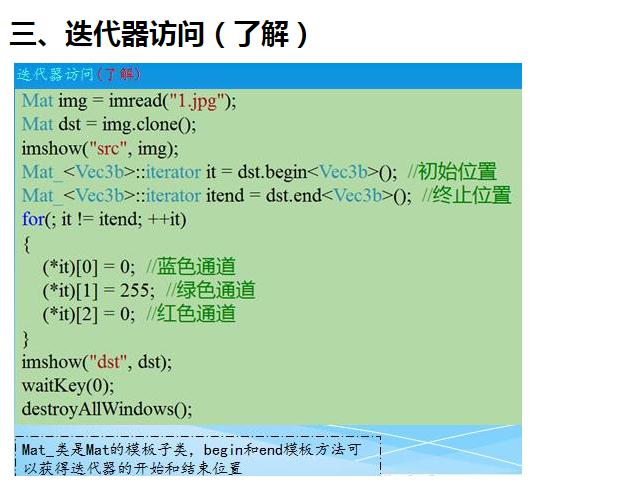 三、迭代器访问（了解）
迭代器访问(了解)
Mat img = imread("1.jpg");
Mat dst = img.clone();
imshow("src", img);
Mat_<Vec3b>::iterator it = dst.begin<Vec3b>();  //初始位置
Mat_<Vec3b>::iterator itend = dst.end<Vec3b>();  //终止位置
for(; it != itend; ++it)
{
(*it)[0] = 0;  //蓝色通道
(*it)[1] = 255;  //绿色通道
(*it)[2] = 0;  //红色通道
}
imshow("dst", dst);
waitKey(0);
destroyAllWindows();
Mat_类是Mat的模板子类，begin和end模板方法可
以获得迭代器的开始和结束位置